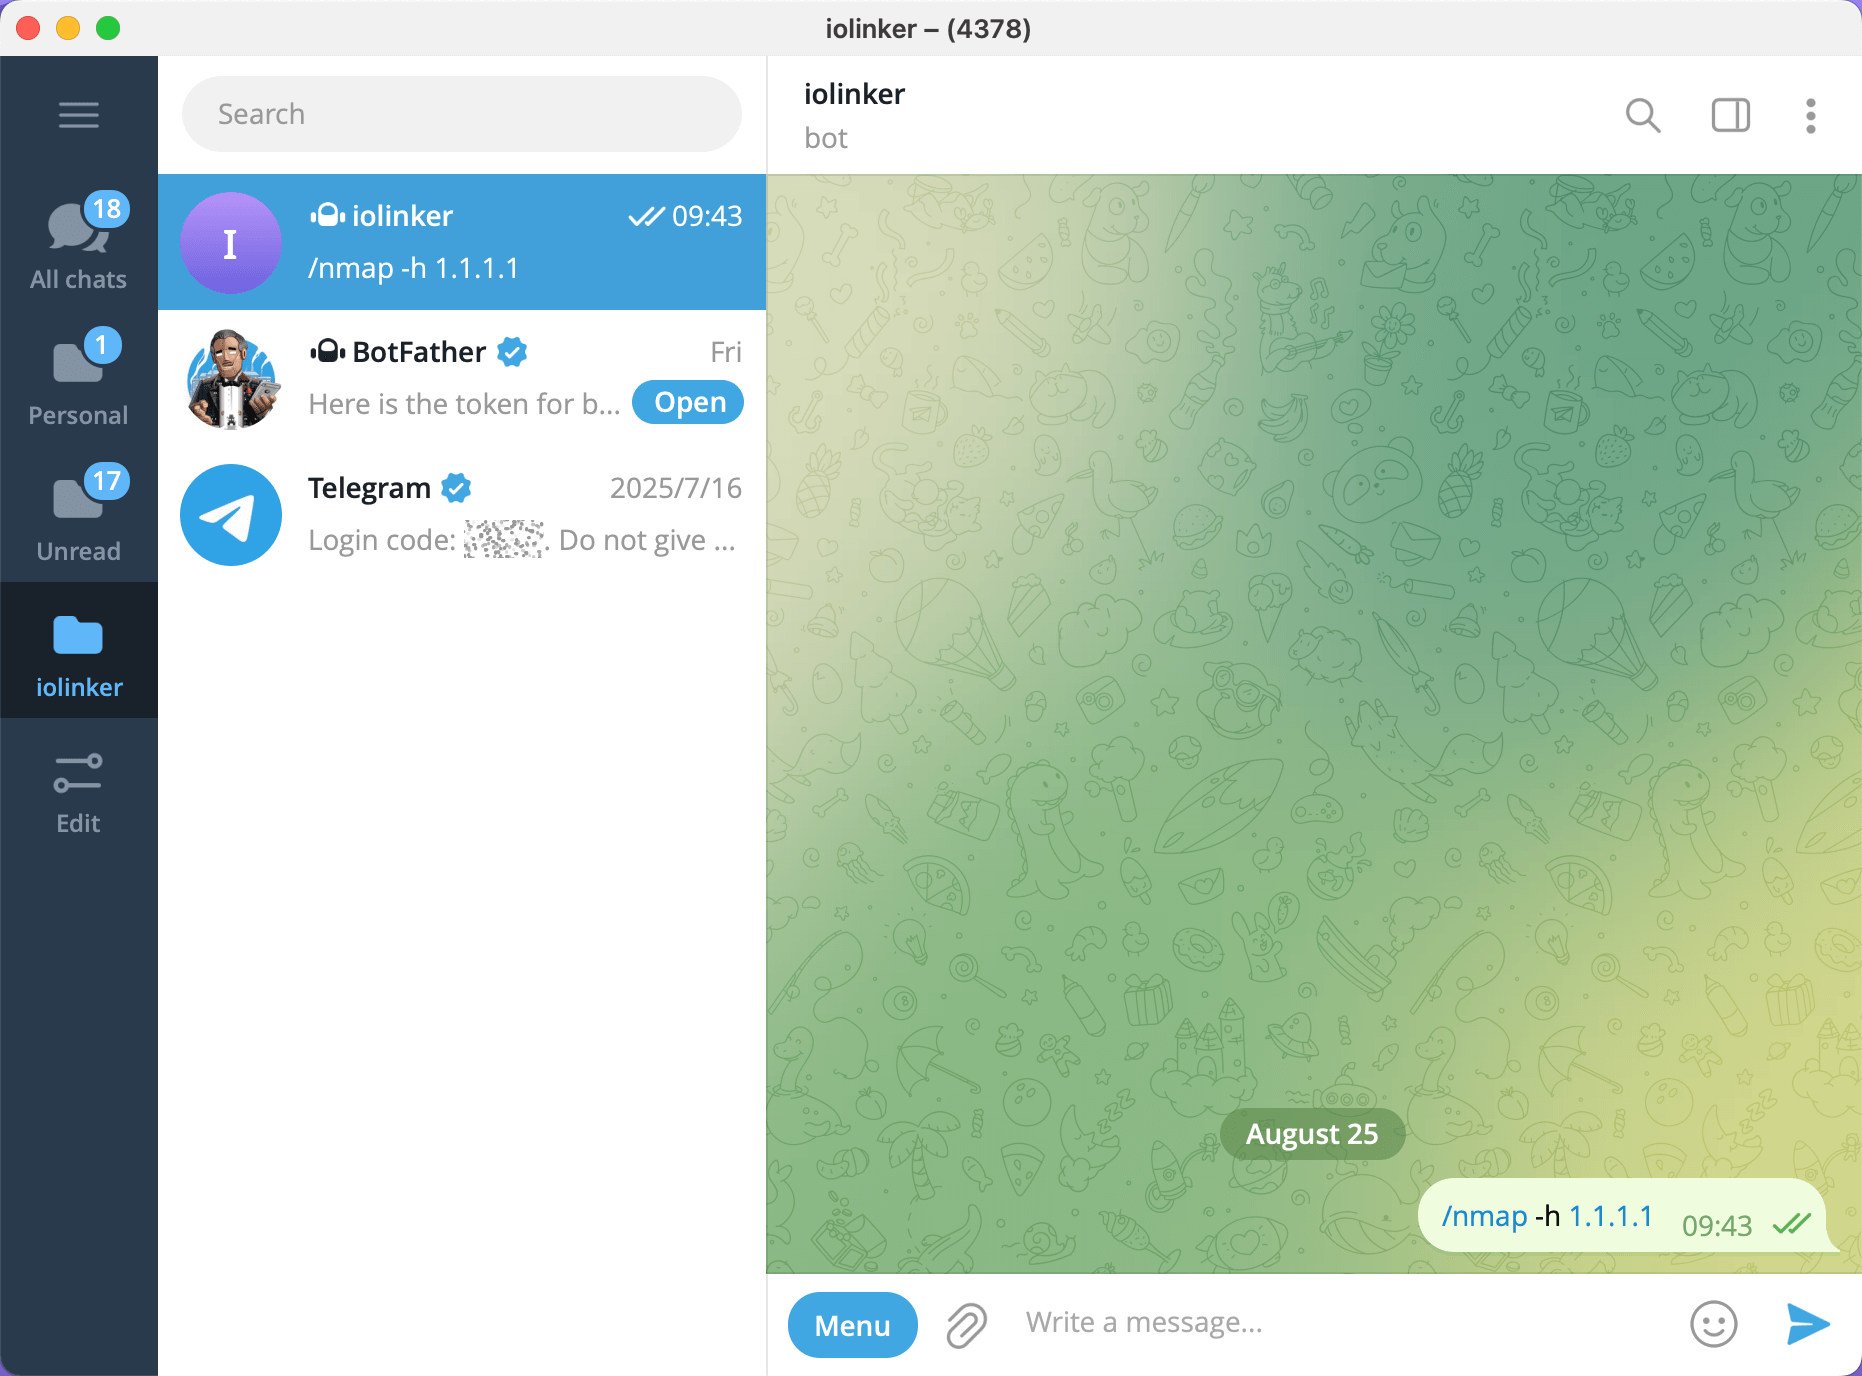 iolinker – (4378)
Search
iolinker
bot
18
All chats
1
Personal
17
Unread
iolinker
Edit
I
iolinker 09:43
/nmap -h 1.1.1.1
BotFather Fri
Here is the token for b... Open
Telegram 2025/7/16
Login code: . Do not give ...
August 25
/nmap -h 1.1.1.1 09:43
Menu
Write a message...